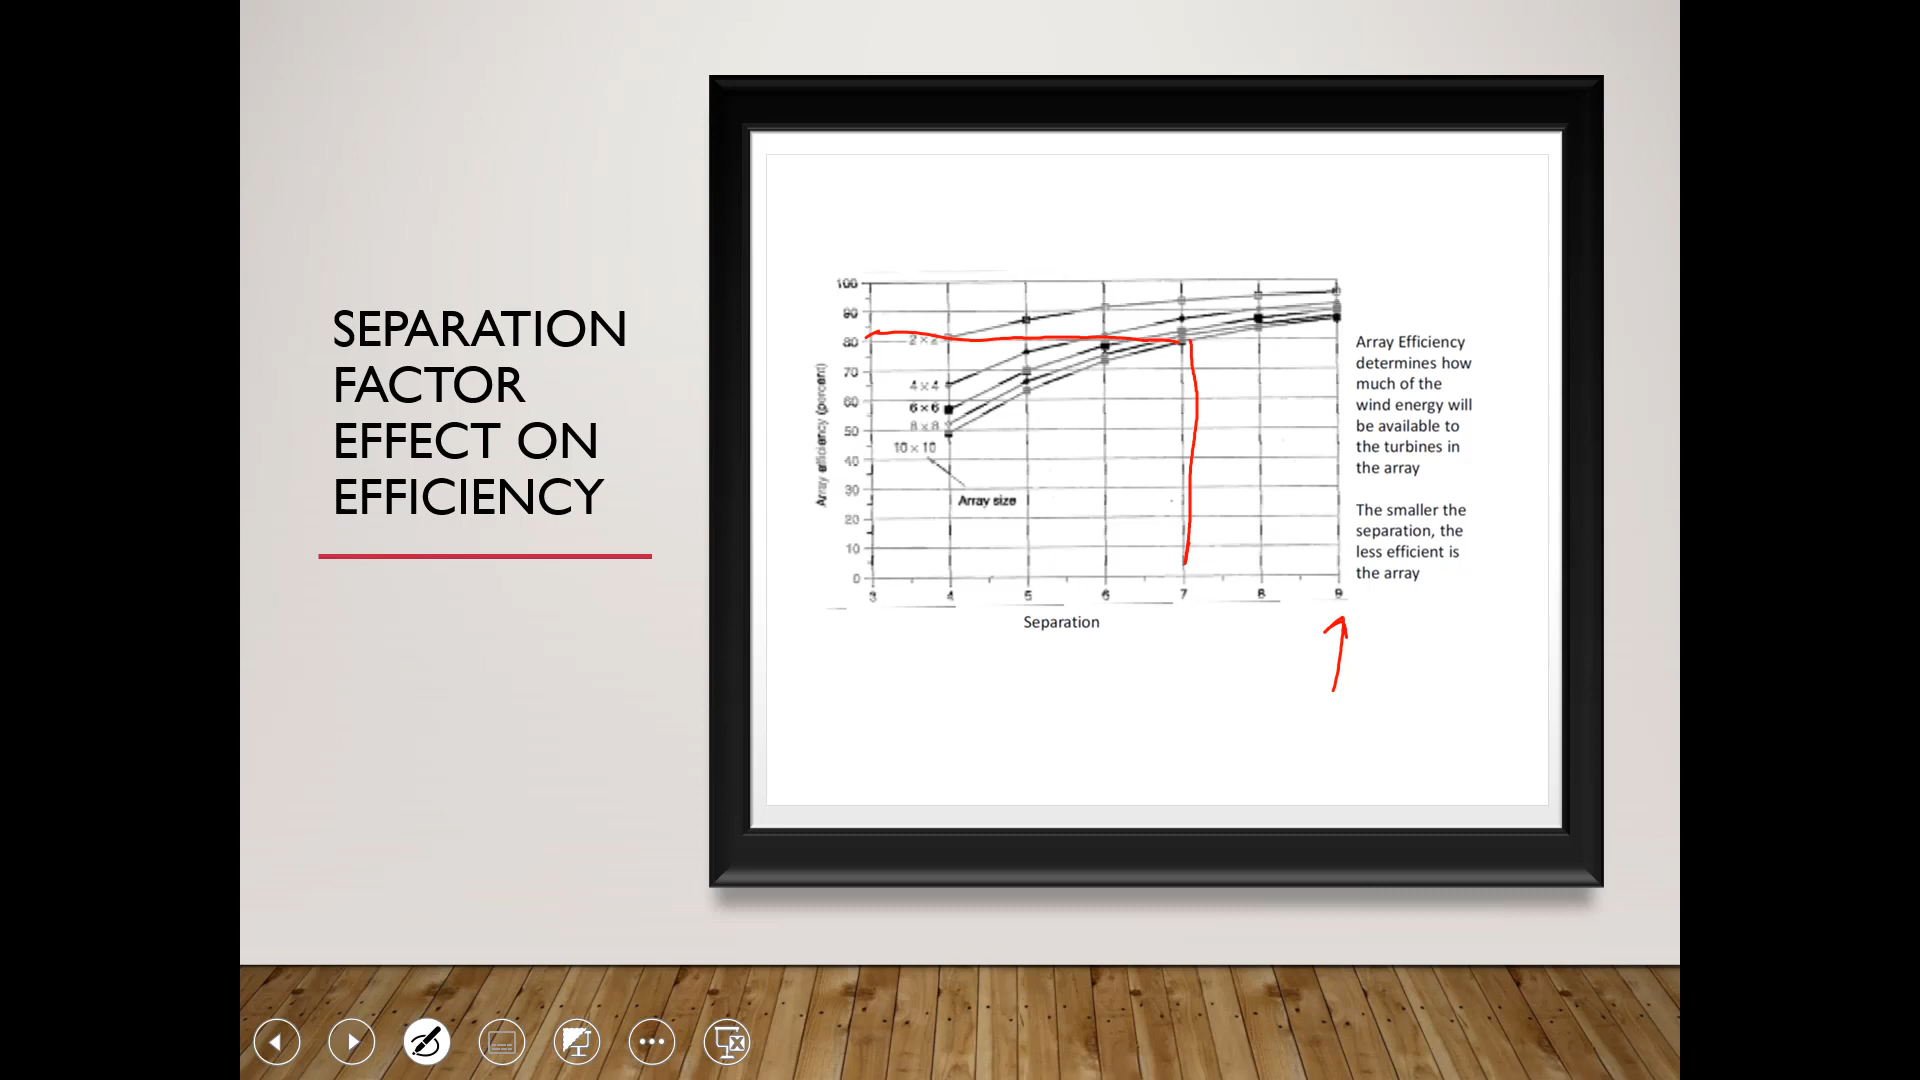 SEPARATION
FACTOR
EFFECT ON
EFFICIENCY
100
90
80
70
60
50
40
30
20
10
0
Array efficiency (percent)
2 × 2
4 × 4
6 × 6
8 × 8
10 × 10
Array size
3 4 5 6 7 8 9
Separation
Array Efficiency
determines how
much of the
wind energy will
be available to
the turbines in
the array
The smaller the
separation, the
less efficient is
the array